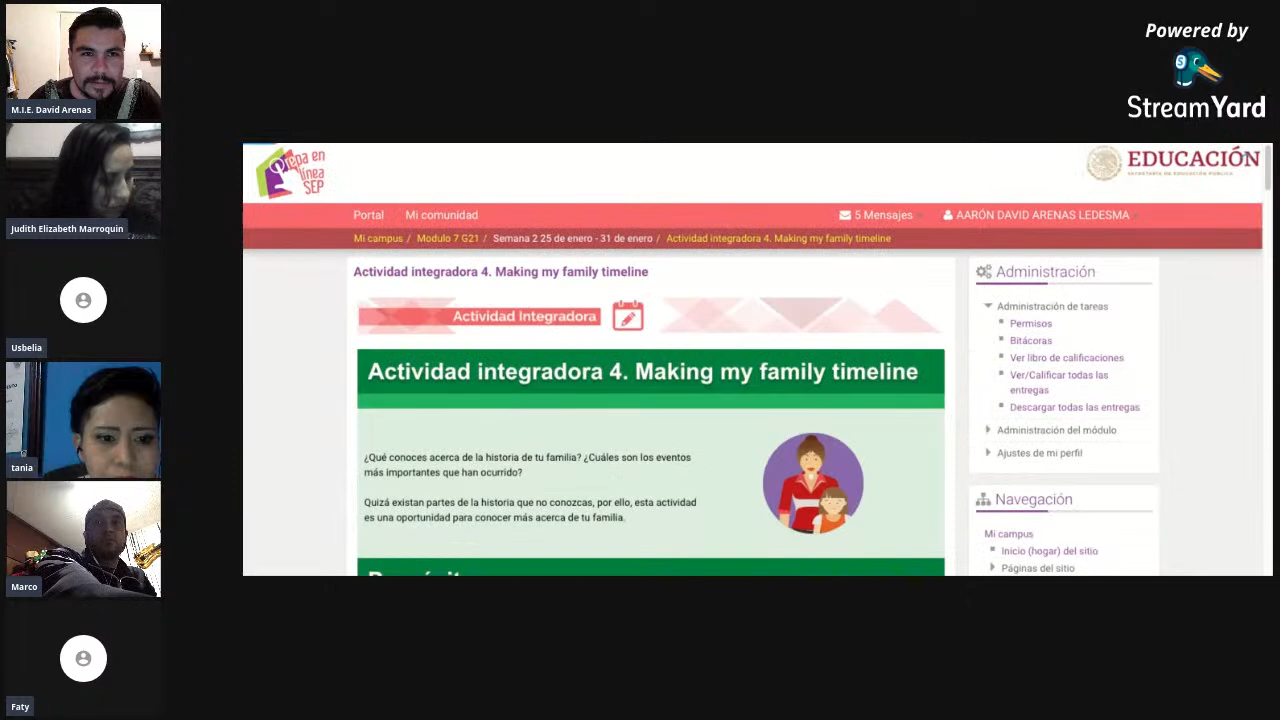 M.I.E. David Arenas
Judith Elizabeth Marroquin
Usbelia
tania
Marco
Faty
Powered by
StreamYard
Prepa en
línea
SEP
EDUCACIÓN
SECRETARÍA DE EDUCACIÓN PÚBLICA
Portal
Mi comunidad
5 Mensajes
AARÓN DAVID ARENAS LEDESMA
Mi campus / Modulo 7 G21 / Semana 2 25 de enero - 31 de enero / Actividad integradora 4. Making my family timeline
Actividad integradora 4. Making my family timeline
Actividad Integradora
Actividad integradora 4. Making my family timeline
¿Qué conoces acerca de la historia de tu familia? ¿Cuáles son los eventos
más importantes que han ocurrido?
Quizá existan partes de la historia que no conozcas, por ello, esta actividad
es una oportunidad para conocer más acerca de tu familia.
Administración
Administración de tareas
Permisos
Bitácoras
Ver libro de calificaciones
Ver/Calificar todas las
entregas
Descargar todas las entregas
Administración del módulo
Ajustes de mi perfil
Navegación
Mi campus
Inicio (hogar) del sitio
Páginas del sitio